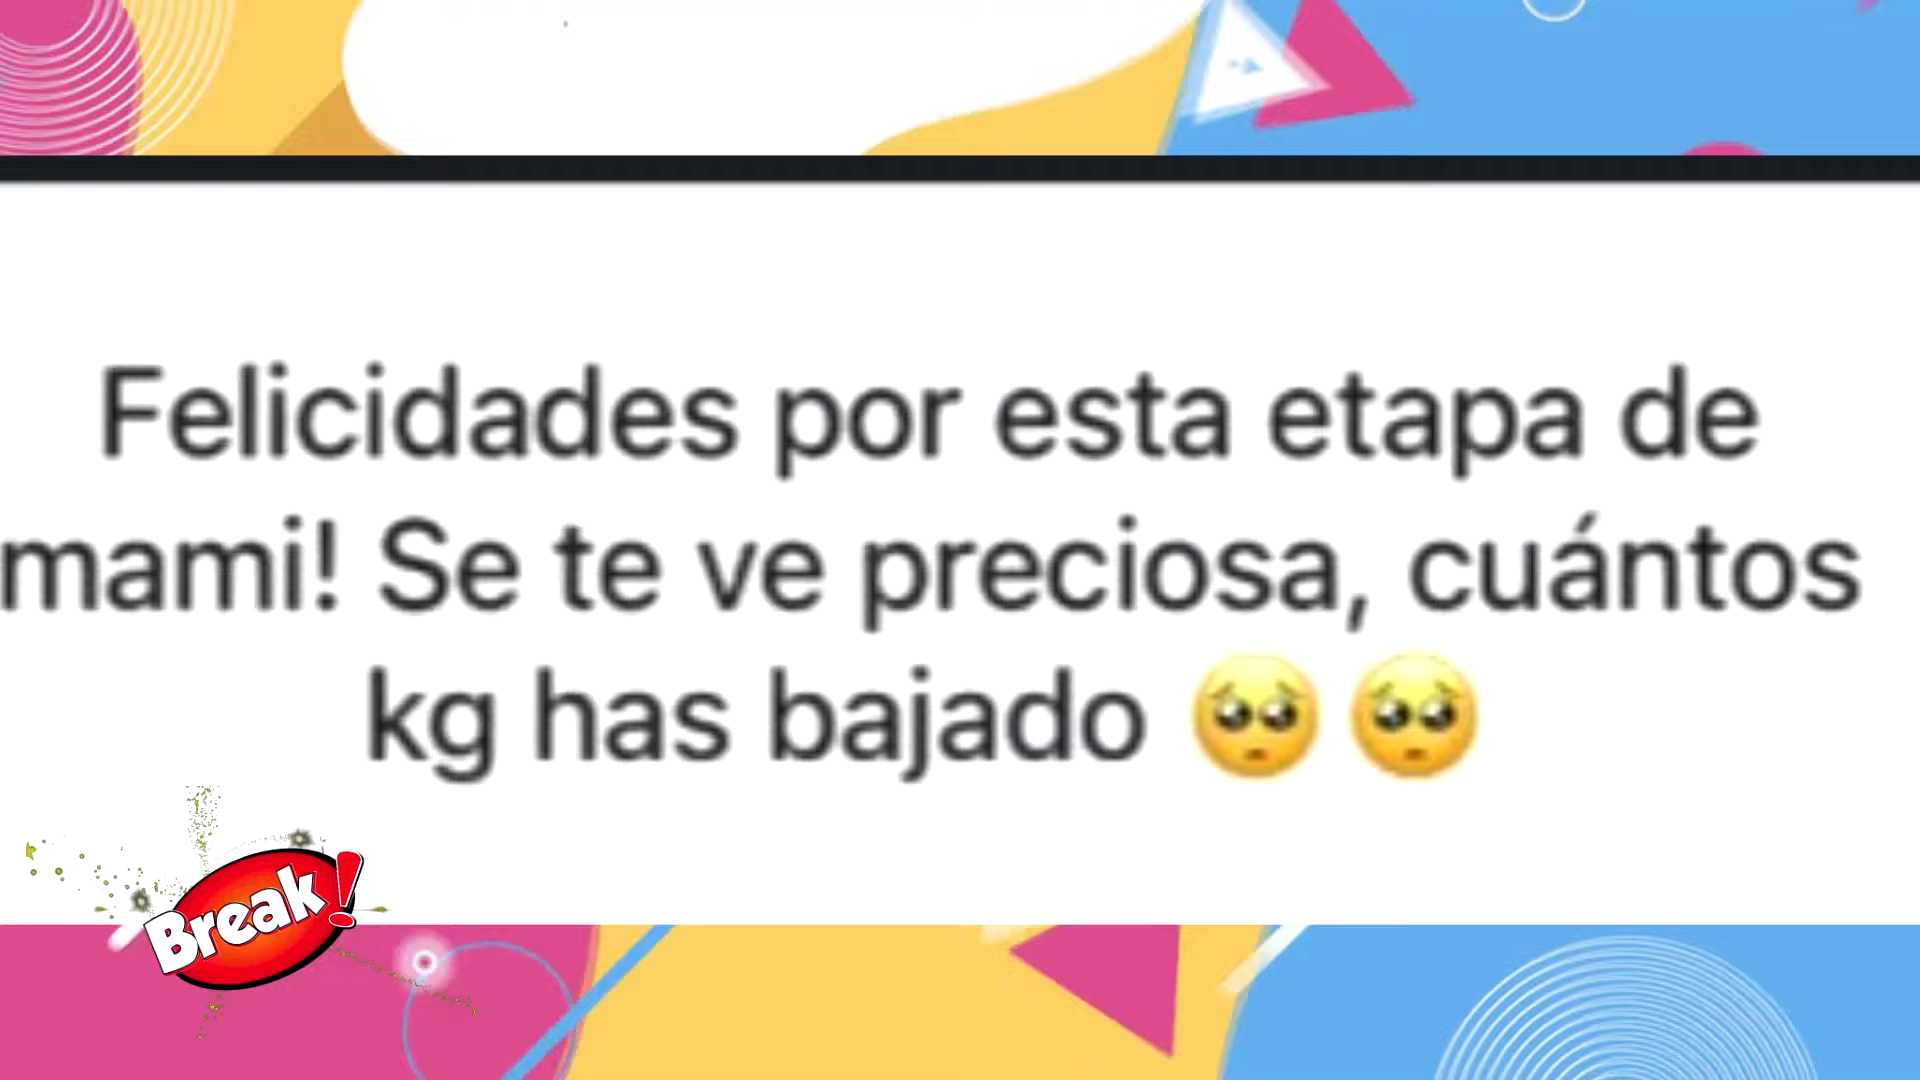 Felicidades por esta etapa de
mami! Se te ve preciosa, cuántos
kg has bajado 🥺🥺
Break!